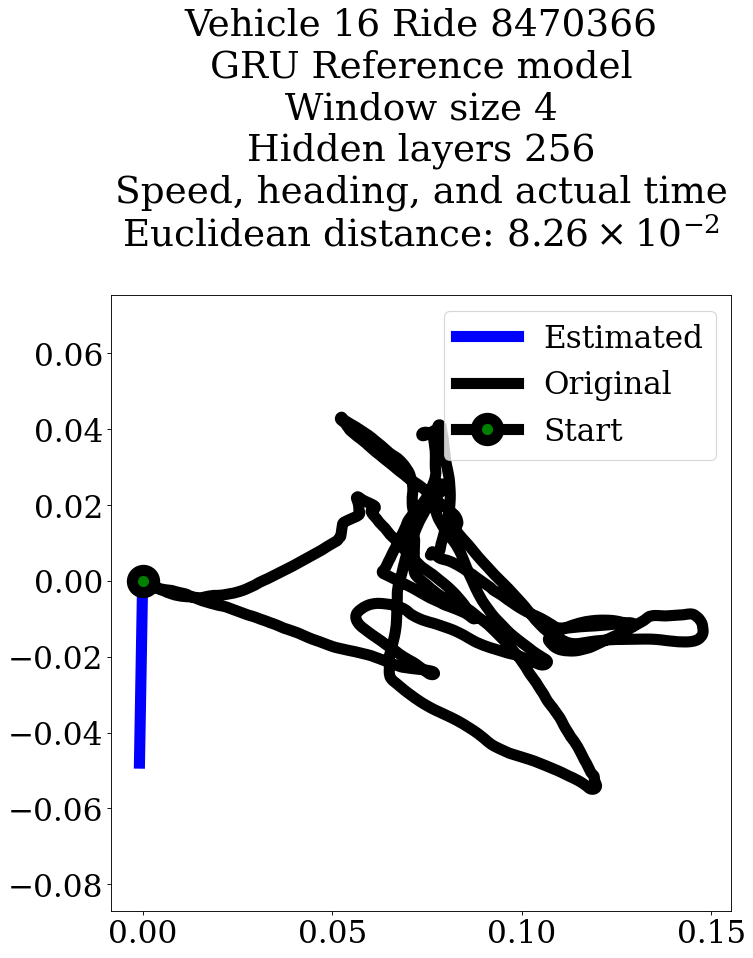 Vehicle 16 Ride 8470366
GRU Reference model
Window size 4
Hidden layers 256
Speed, heading, and actual time
Euclidean distance: 8.26 × 10⁻²
Estimated
Original
Start
0.06
0.04
0.02
0.00
−0.02
−0.04
−0.06
−0.08
0.00 0.05 0.10 0.15